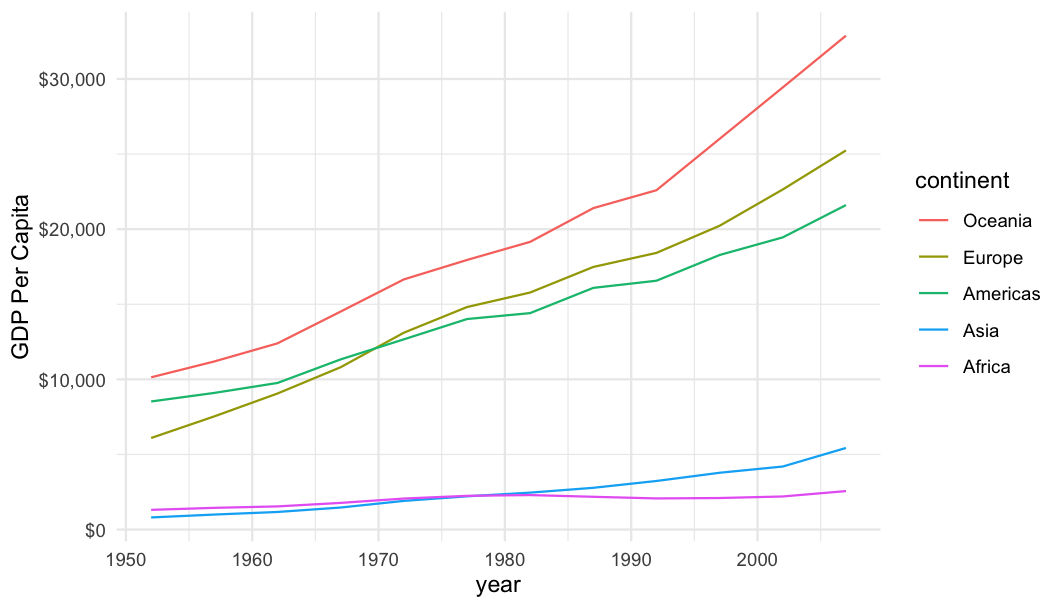 $30,000
$20,000
$10,000
$0
GDP Per Capita
1950 1960 1970 1980 1990 2000
year
continent
Oceania
Europe
Americas
Asia
Africa